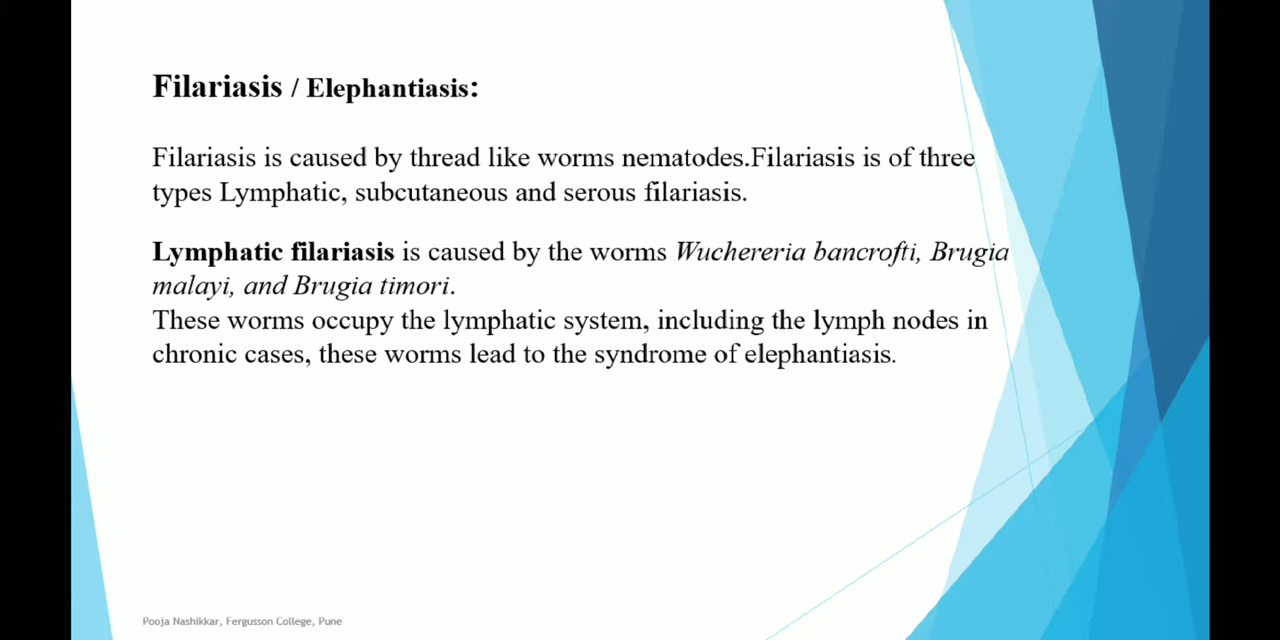 Filariasis / Elephantiasis:
Filariasis is caused by thread like worms nematodes.Filariasis is of three
types Lymphatic, subcutaneous and serous filariasis.
Lymphatic filariasis is caused by the worms Wuchereria bancrofti, Brugia
malayi, and Brugia timori.
These worms occupy the lymphatic system, including the lymph nodes in
chronic cases, these worms lead to the syndrome of elephantiasis.
Pooja Nashikkar, Fergusson College, Pune